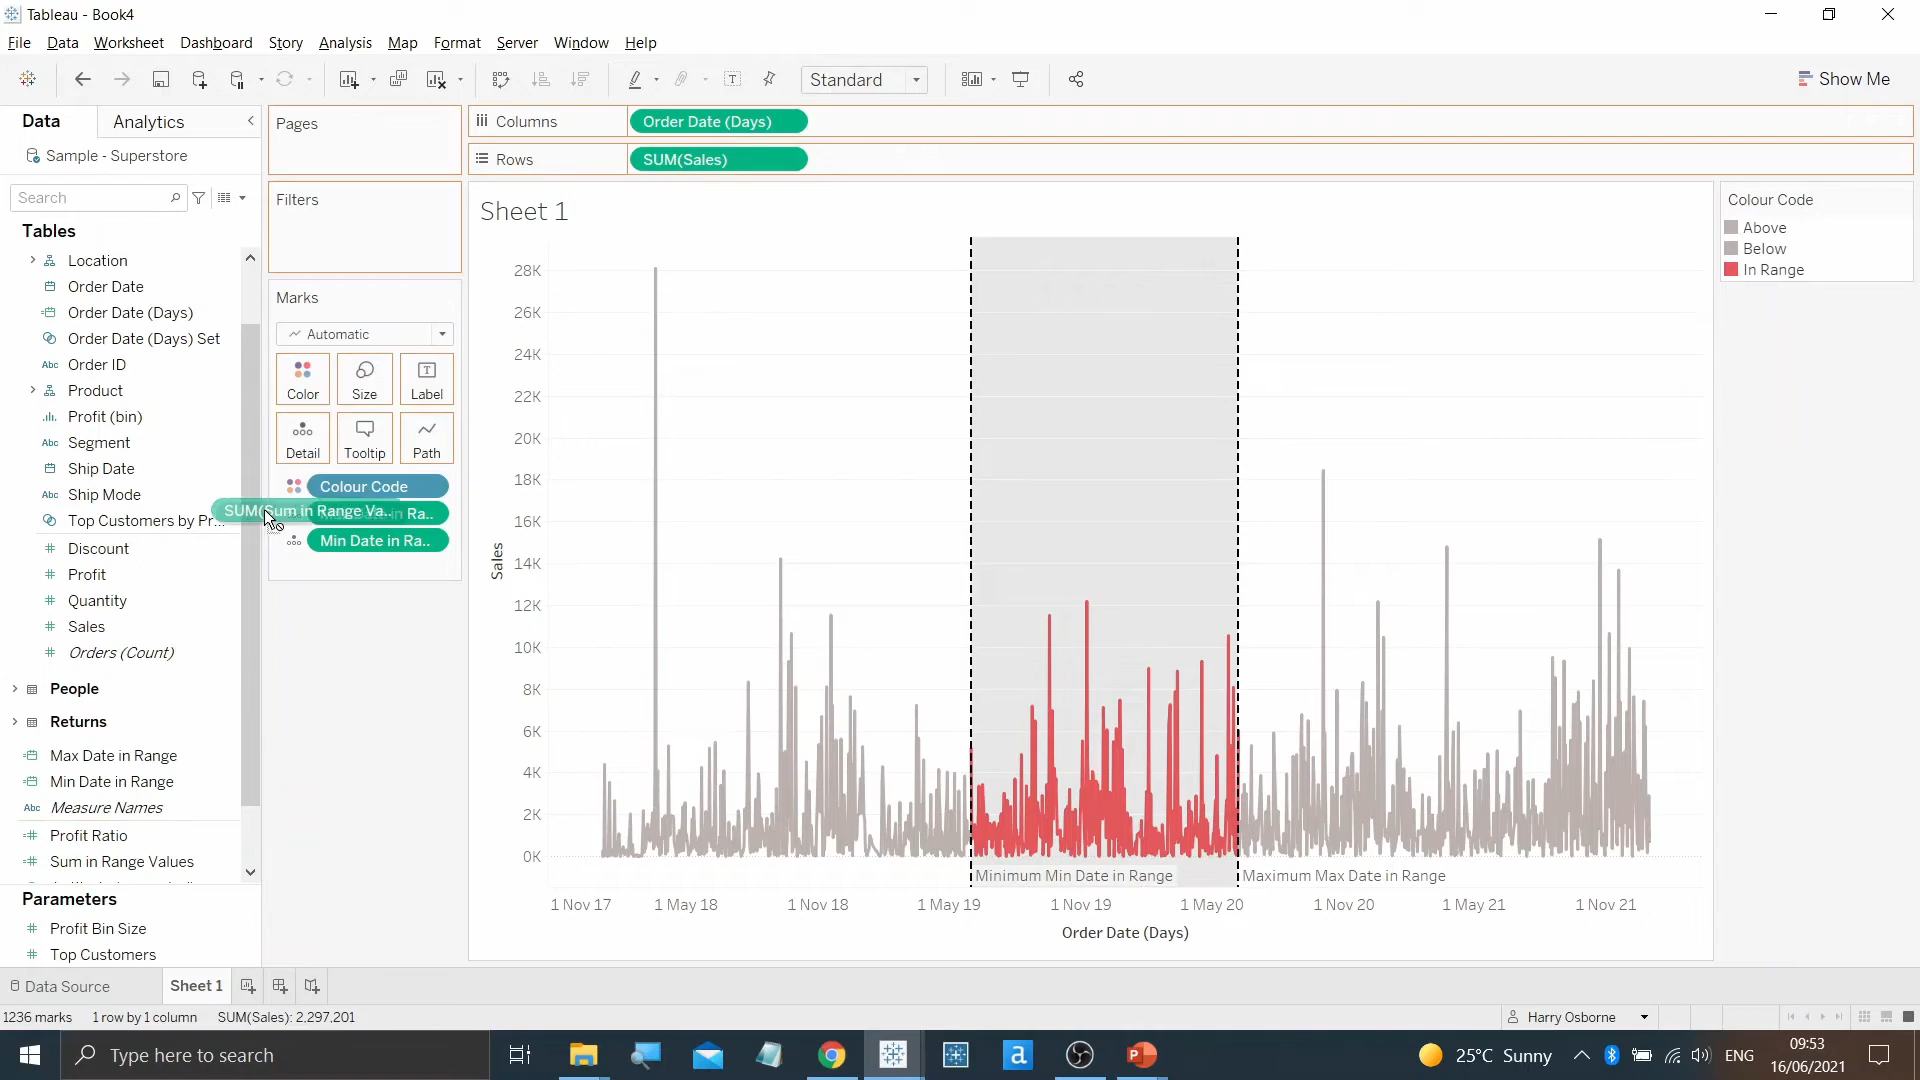 Tableau - Book4
File Data Worksheet Dashboard Story Analysis Map Format Server Window Help
Standard
Show Me
Data Analytics
Sample - Superstore
Search
Tables
Location
Order Date
Order Date (Days)
Order Date (Days) Set
Abc Order ID
Product
Profit (bin)
Abc Segment
Ship Date
Abc Ship Mode
Top Customers by Pr...
Discount
Profit
Quantity
Sales
Orders (Count)
People
Returns
Max Date in Range
Min Date in Range
Abc Measure Names
Profit Ratio
Sum in Range Values
Parameters
Profit Bin Size
Top Customers
Pages
Filters
Marks
Automatic
Color Size Label
Detail Tooltip Path
Colour Code
SUM(Sum in Range Va..
in Ra..
Min Date in Ra..
Columns Order Date (Days)
Rows SUM(Sales)
Sheet 1
28K
26K
24K
22K
20K
18K
16K
14K
12K
10K
8K
6K
4K
2K
0K
Sales
Minimum Min Date in Range Maximum Max Date in Range
1 Nov 17 1 May 18 1 Nov 18 1 May 19 1 Nov 19 1 May 20 1 Nov 20 1 May 21 1 Nov 21
Order Date (Days)
Colour Code
Above
Below
In Range
Data Source Sheet 1
1236 marks 1 row by 1 column SUM(Sales): 2,297,201
Harry Osborne
Type here to search
25°C Sunny
ENG
09:53
16/06/2021